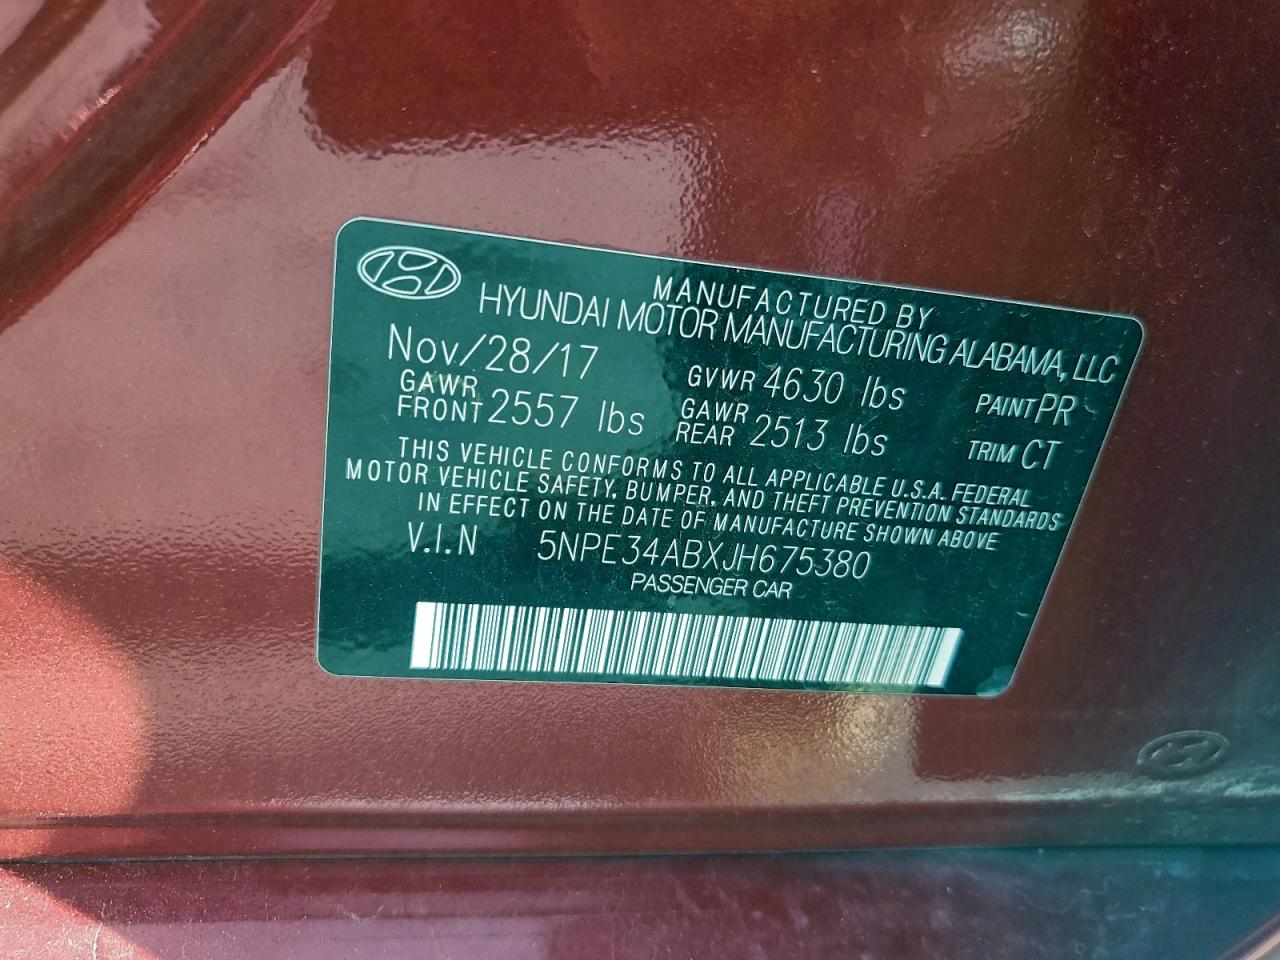 MANUFACTURED BY
HYUNDAI MOTOR MANUFACTURING ALABAMA, LLC
Nov/28/17 GVWR 4630 lbs PAINT PR
GAWR FRONT 2557 lbs GAWR REAR 2513 lbs TRIM CT
THIS VEHICLE CONFORMS TO ALL APPLICABLE U.S.A. FEDERAL
MOTOR VEHICLE SAFETY, BUMPER, AND THEFT PREVENTION STANDARDS
IN EFFECT ON THE DATE OF MANUFACTURE SHOWN ABOVE
V.I.N 5NPE34ABXJH675380
PASSENGER CAR